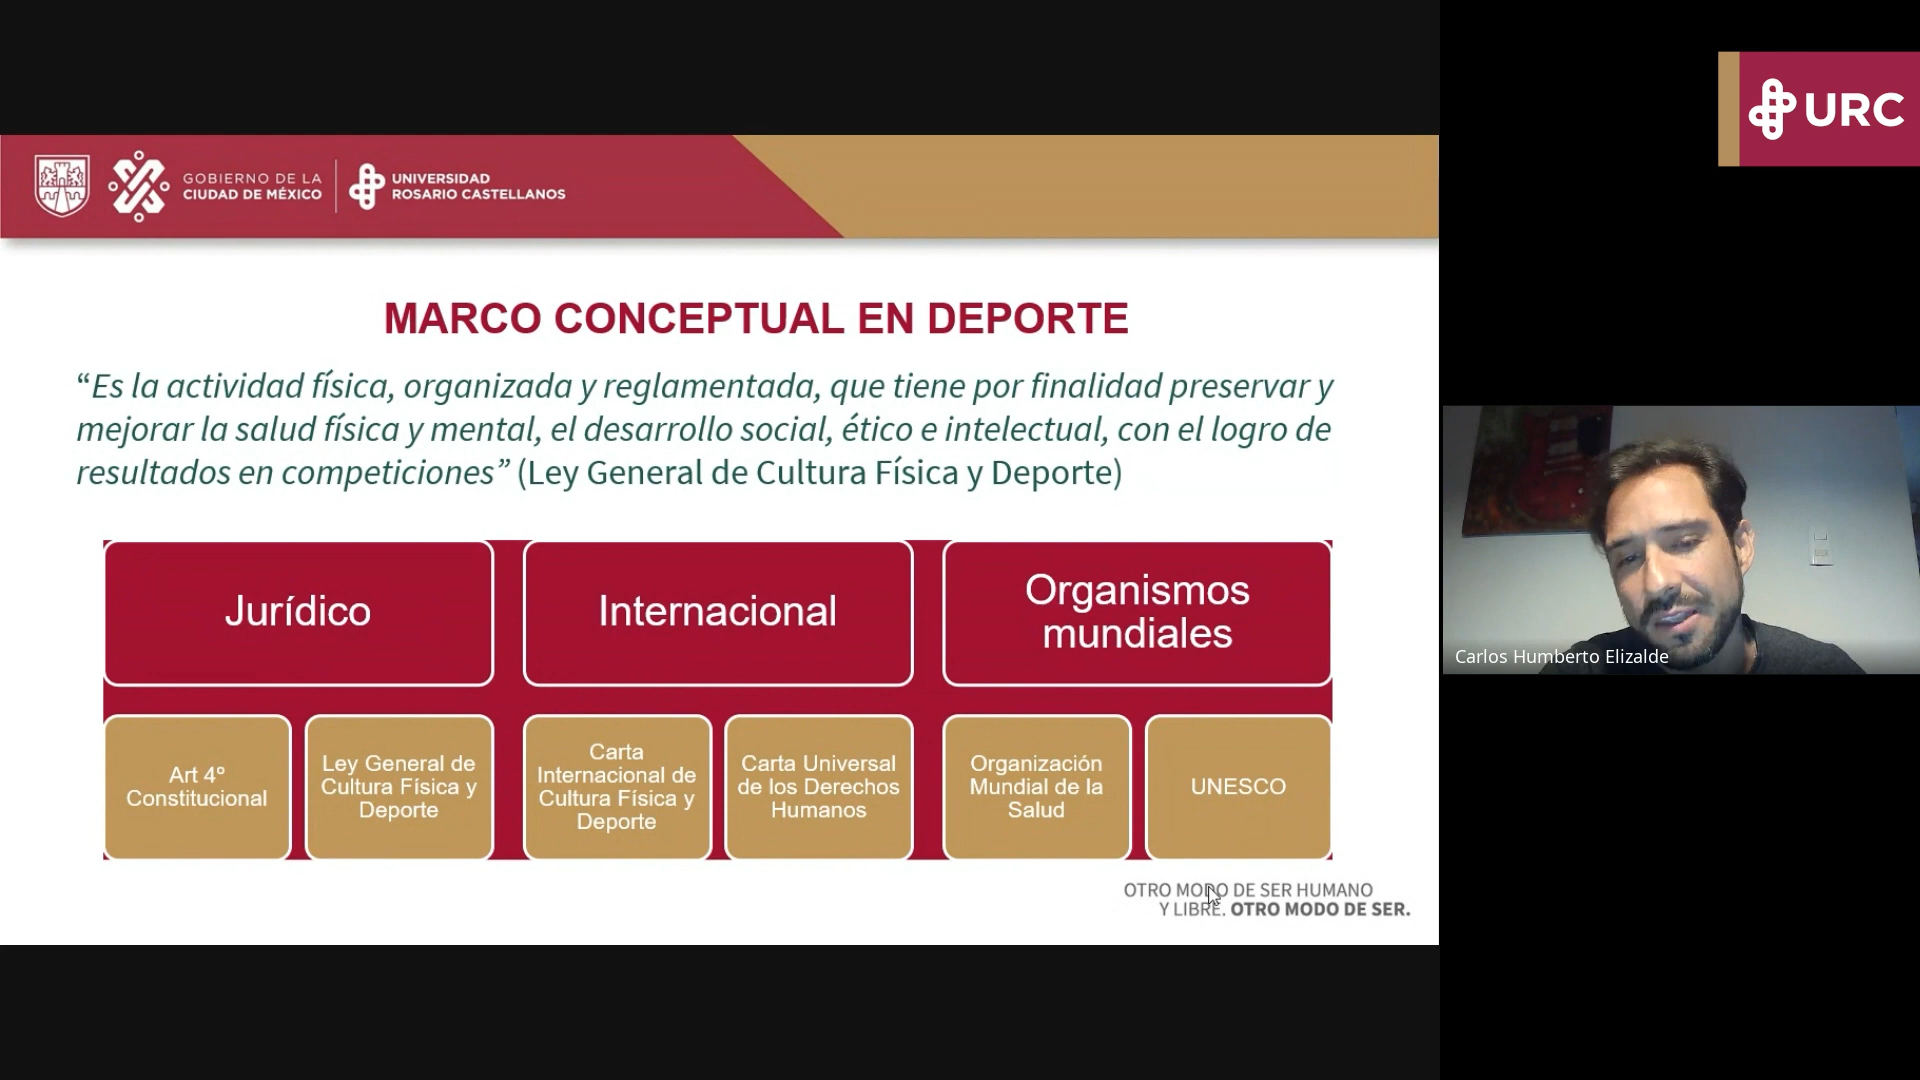 GOBIERNO DE LA
CIUDAD DE MÉXICO
UNIVERSIDAD
ROSARIO CASTELLANOS
URC
MARCO CONCEPTUAL EN DEPORTE
“Es la actividad física, organizada y reglamentada, que tiene por finalidad preservar y
mejorar la salud física y mental, el desarrollo social, ético e intelectual, con el logro de
resultados en competiciones” (Ley General de Cultura Física y Deporte)
Jurídico
Internacional
Organismos
mundiales
Art 4º
Constitucional
Ley General de
Cultura Física y
Deporte
Carta
Internacional de
Cultura Física y
Deporte
Carta Universal
de los Derechos
Humanos
Organización
Mundial de la
Salud
UNESCO
OTRO MODO DE SER HUMANO
Y LIBRE. OTRO MODO DE SER.
Carlos Humberto Elizalde